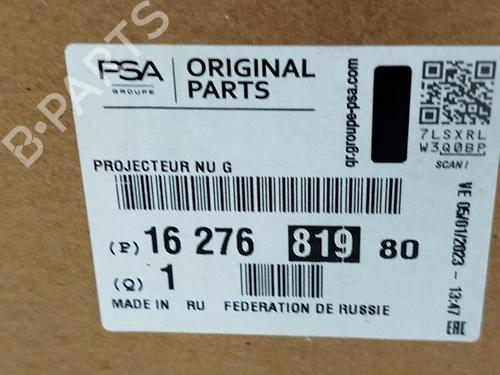 PSA
GROUPE
ORIGINAL
PARTS
qr.groupe-psa.com
7LSXRL
W3Q0BP
SCAN!
PROJECTEUR NU G
(P) 16 276 819 80
(Q) 1
MADE IN RU FEDERATION DE RUSSIE
VE 05/01/2023 - 13:47
EAC
B-PARTS